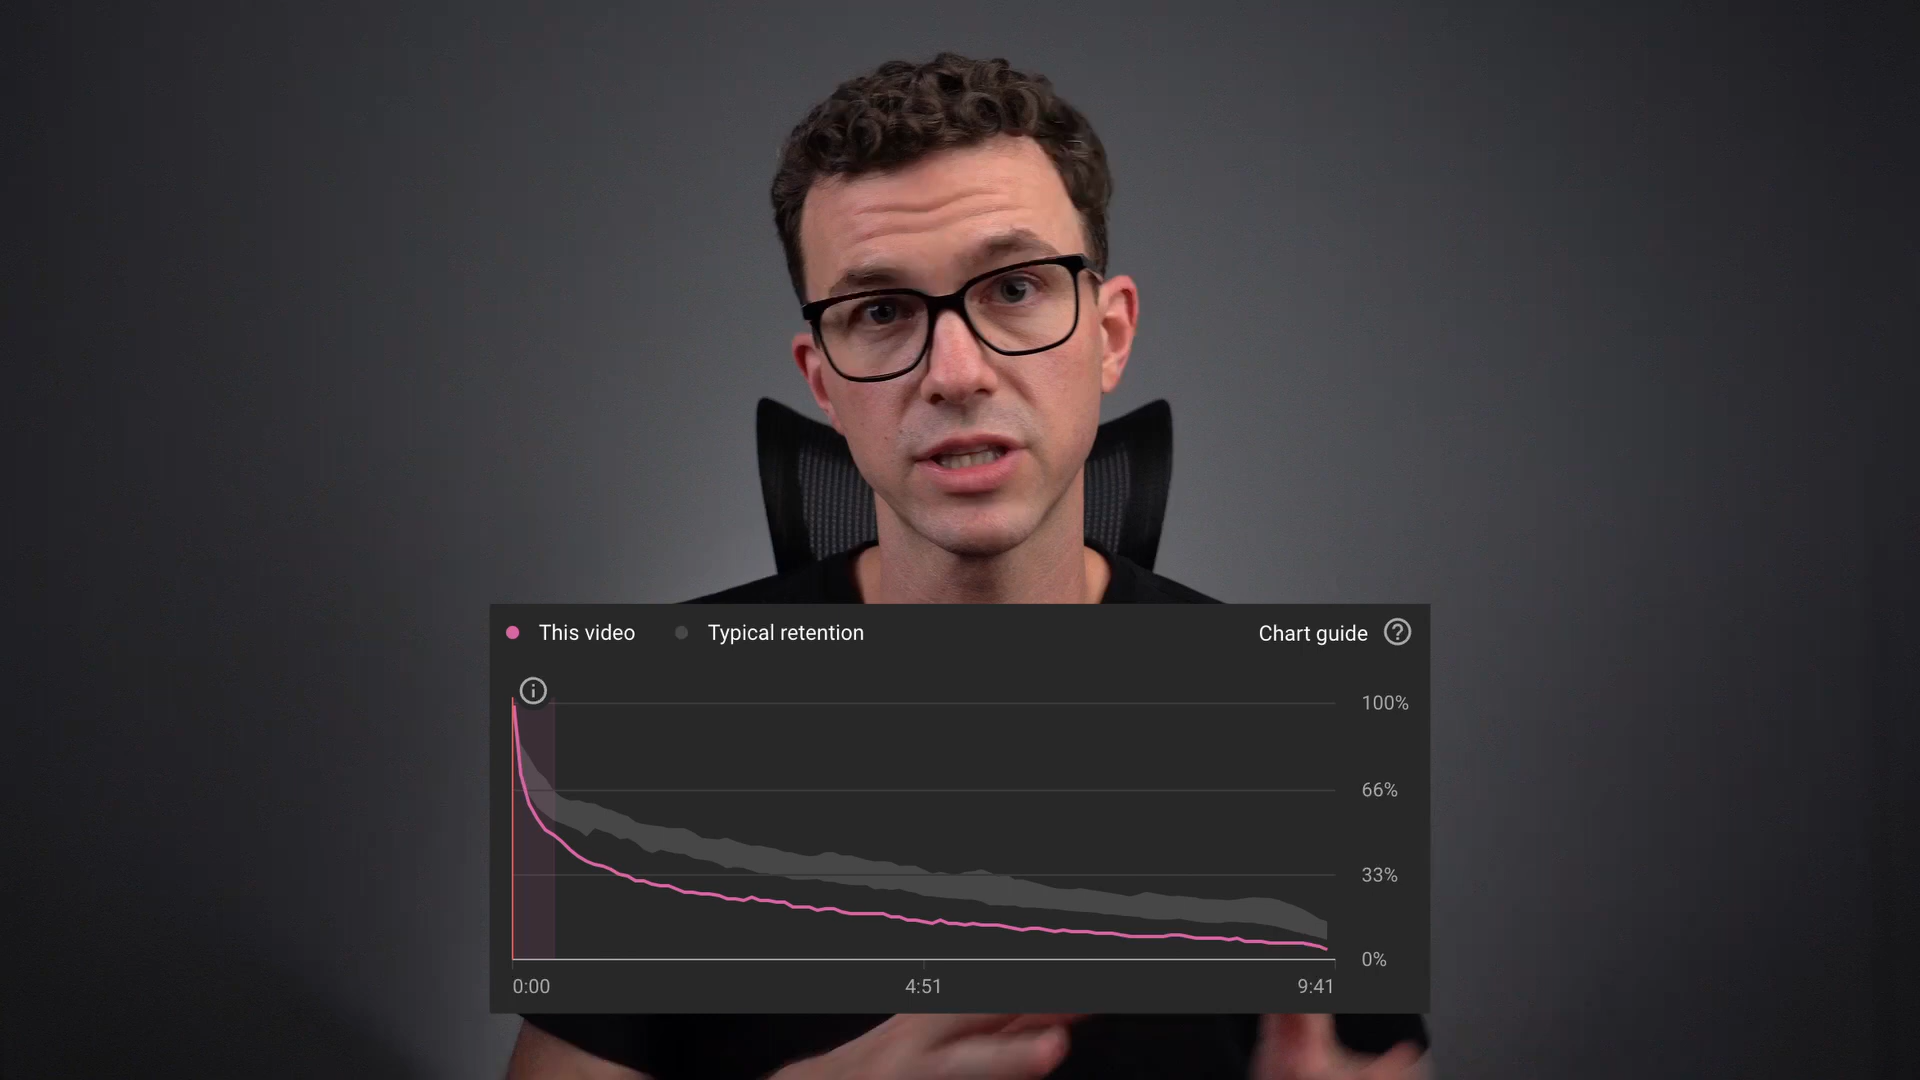 This video
Typical retention
Chart guide
100%
66%
33%
0%
0:00
4:51
9:41